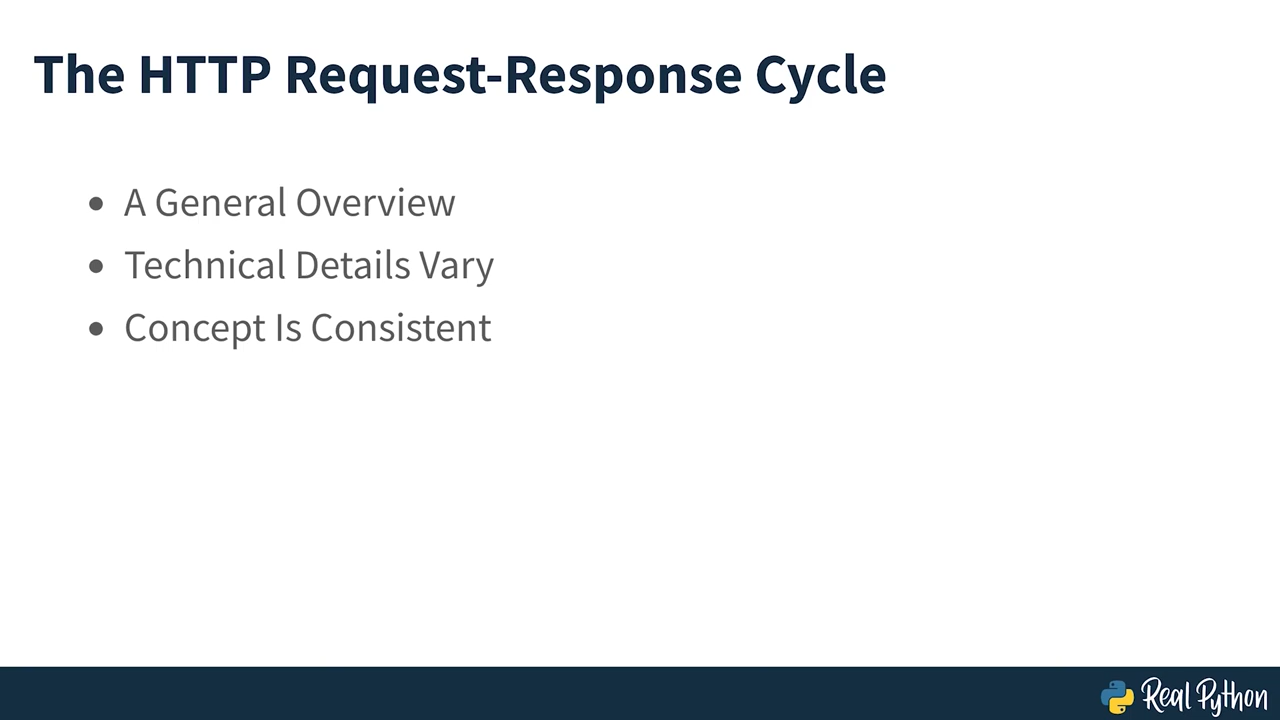 The HTTP Request-Response Cycle
• A General Overview
• Technical Details Vary
• Concept Is Consistent
Real Python